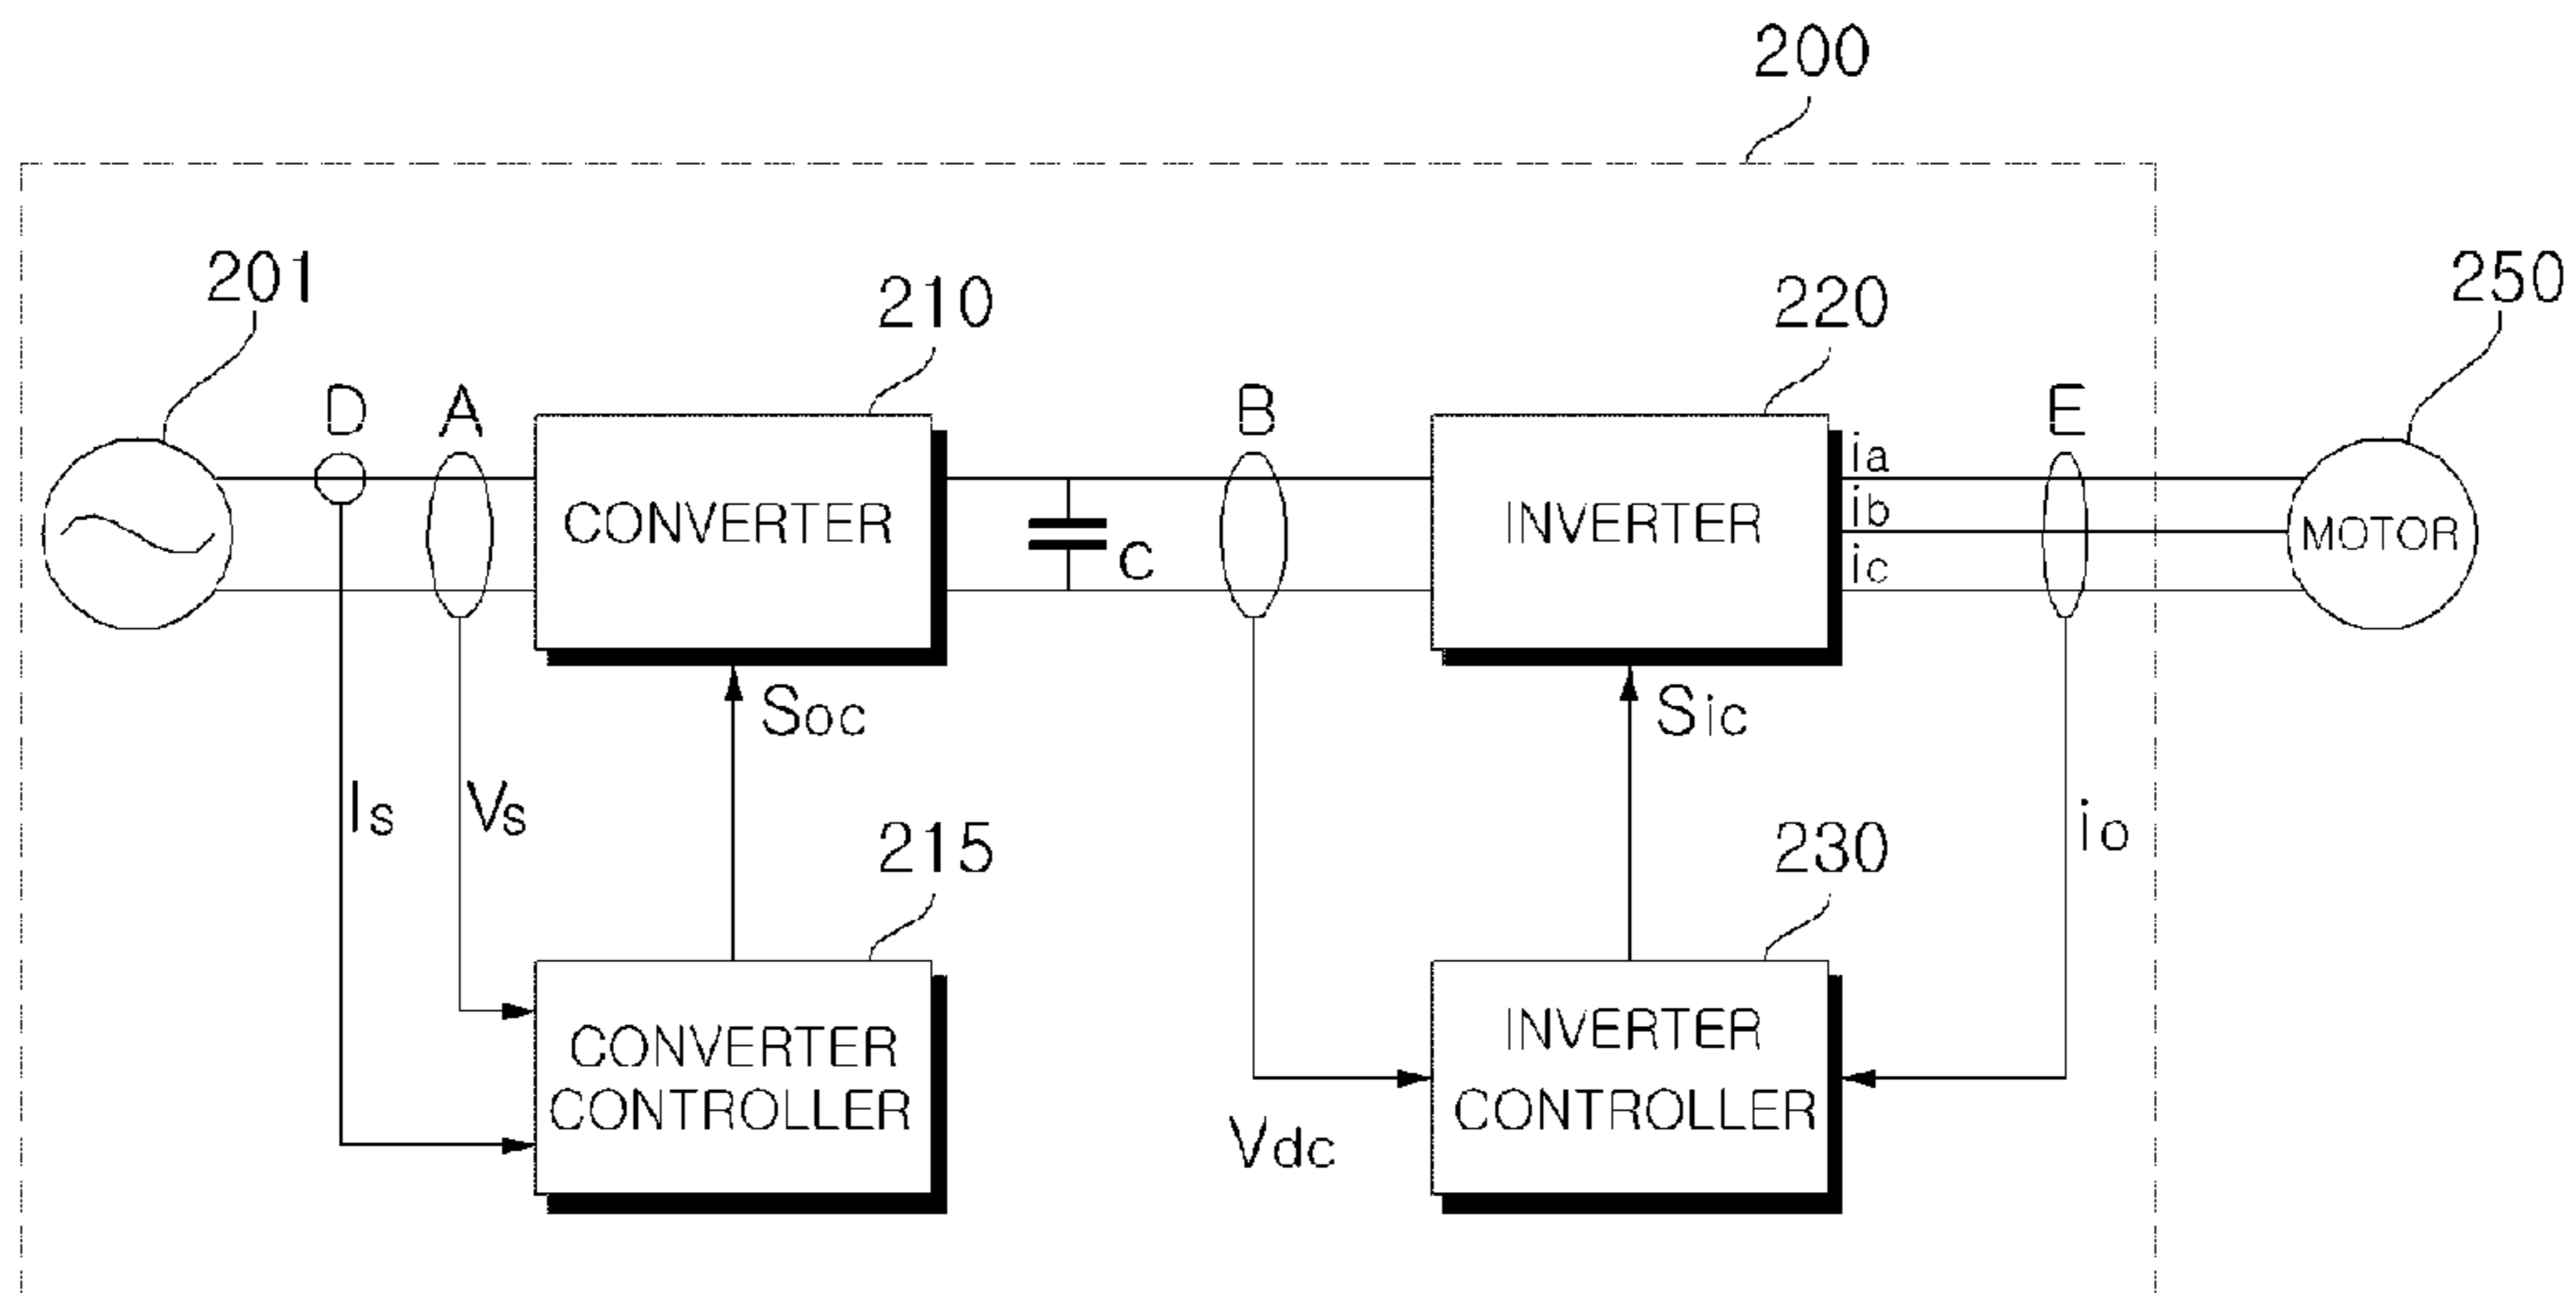 200
201
210
220
250
D
A
B
E
ia
CONVERTER
INVERTER
ib
MOTOR
C
ic
Soc
Sic
Is
Vs
io
215
230
CONVERTER
CONTROLLER
INVERTER
CONTROLLER
Vdc